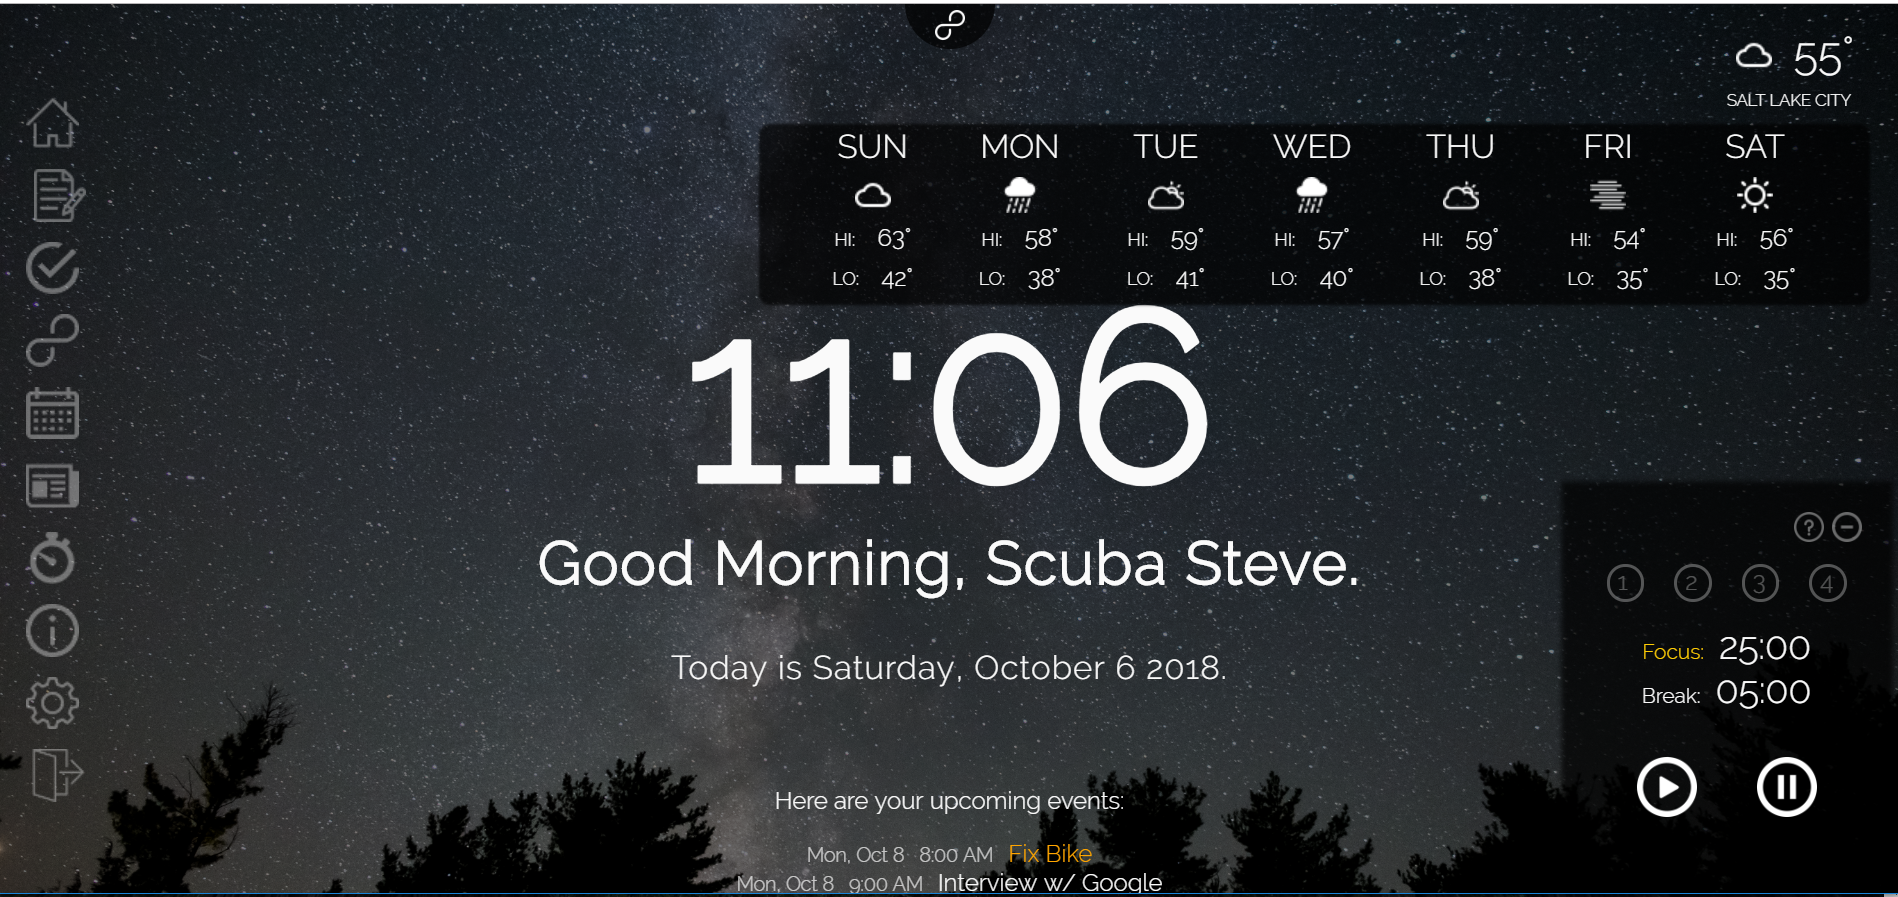 55°
SALT LAKE CITY
SUN MON TUE WED THU FRI SAT
HI: 63° HI: 58° HI: 59° HI: 57° HI: 59° HI: 54° HI: 56°
LO: 42° LO: 38° LO: 41° LO: 40° LO: 38° LO: 35° LO: 35°
11:06
Good Morning, Scuba Steve.
Today is Saturday, October 6 2018.
Here are your upcoming events:
Mon, Oct 8 8:00 AM Fix Bike
Mon, Oct 8 9:00 AM Interview w/ Google
?
1 2 3 4
Focus: 25:00
Break: 05:00